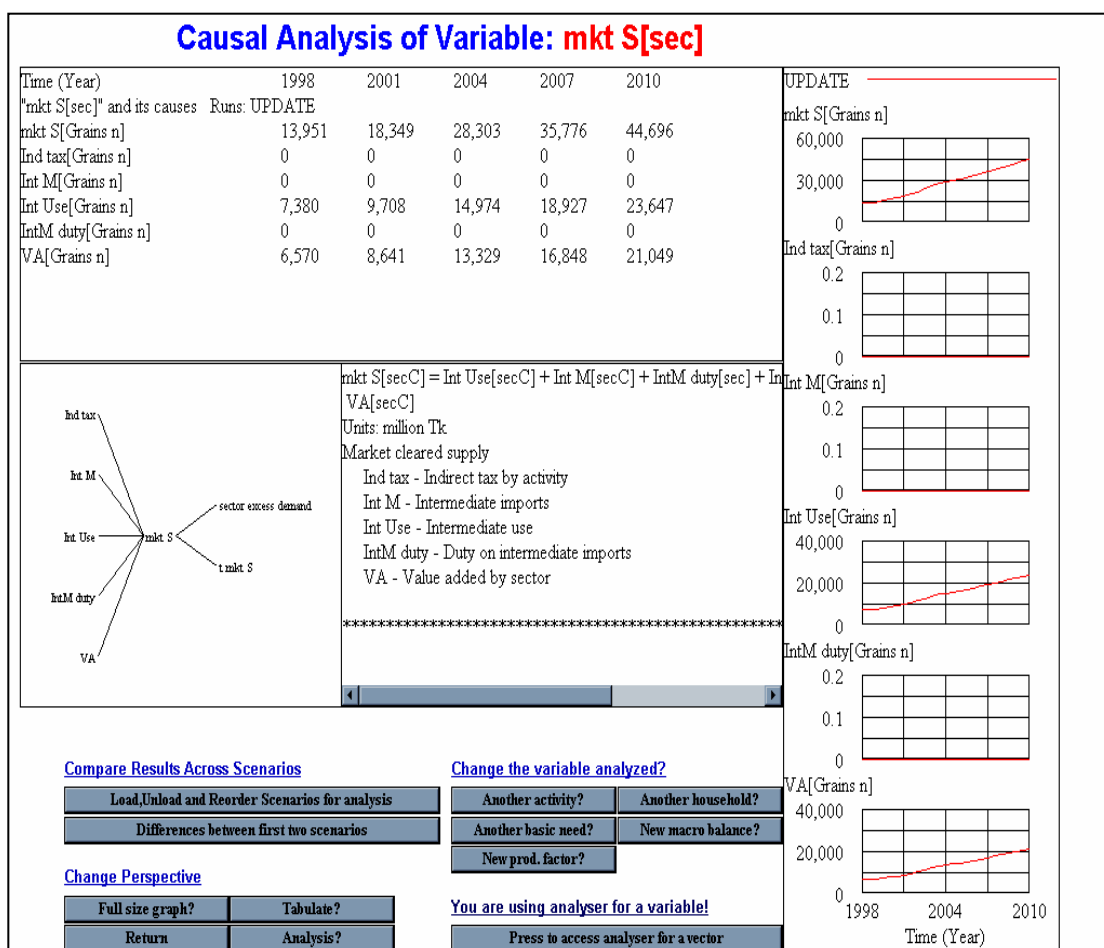 Causal Analysis of Variable: mkt S[sec]
Time (Year) 1998 2001 2004 2007 2010
"mkt S[sec]" and its causes Runs: UPDATE
mkt S[Grains n] 13,951 18,349 28,303 35,776 44,696
Ind tax[Grains n] 0 0 0 0 0
Int M[Grains n] 0 0 0 0 0
Int Use[Grains n] 7,380 9,708 14,974 18,927 23,647
IntM duty[Grains n] 0 0 0 0 0
VA[Grains n] 6,570 8,641 13,329 16,848 21,049
Ind tax
Int M
Int Use
IntM duty
VA
mkt S
sector excess demand
t mkt S
mkt S[secC] = Int Use[secC] + Int M[secC] + IntM duty[sec] + In
VA[secC]
Units: million Tk
Market cleared supply
Ind tax - Indirect tax by activity
Int M - Intermediate imports
Int Use - Intermediate use
IntM duty - Duty on intermediate imports
VA - Value added by sector
****************************************************
UPDATE
mkt S[Grains n]
60,000
30,000
0
Ind tax[Grains n]
0.2
0.1
0
Int M[Grains n]
0.2
0.1
0
Int Use[Grains n]
40,000
20,000
0
IntM duty[Grains n]
0.2
0.1
0
VA[Grains n]
40,000
20,000
0
1998 2004 2010
Time (Year)
Compare Results Across Scenarios
Load,Unload and Reorder Scenarios for analysis
Differences between first two scenarios
Change Perspective
Full size graph? Tabulate?
Return Analysis?
Change the variable analyzed?
Another activity? Another household?
Another basic need? New macro balance?
New prod. factor?
You are using analyser for a variable!
Press to access analyser for a vector